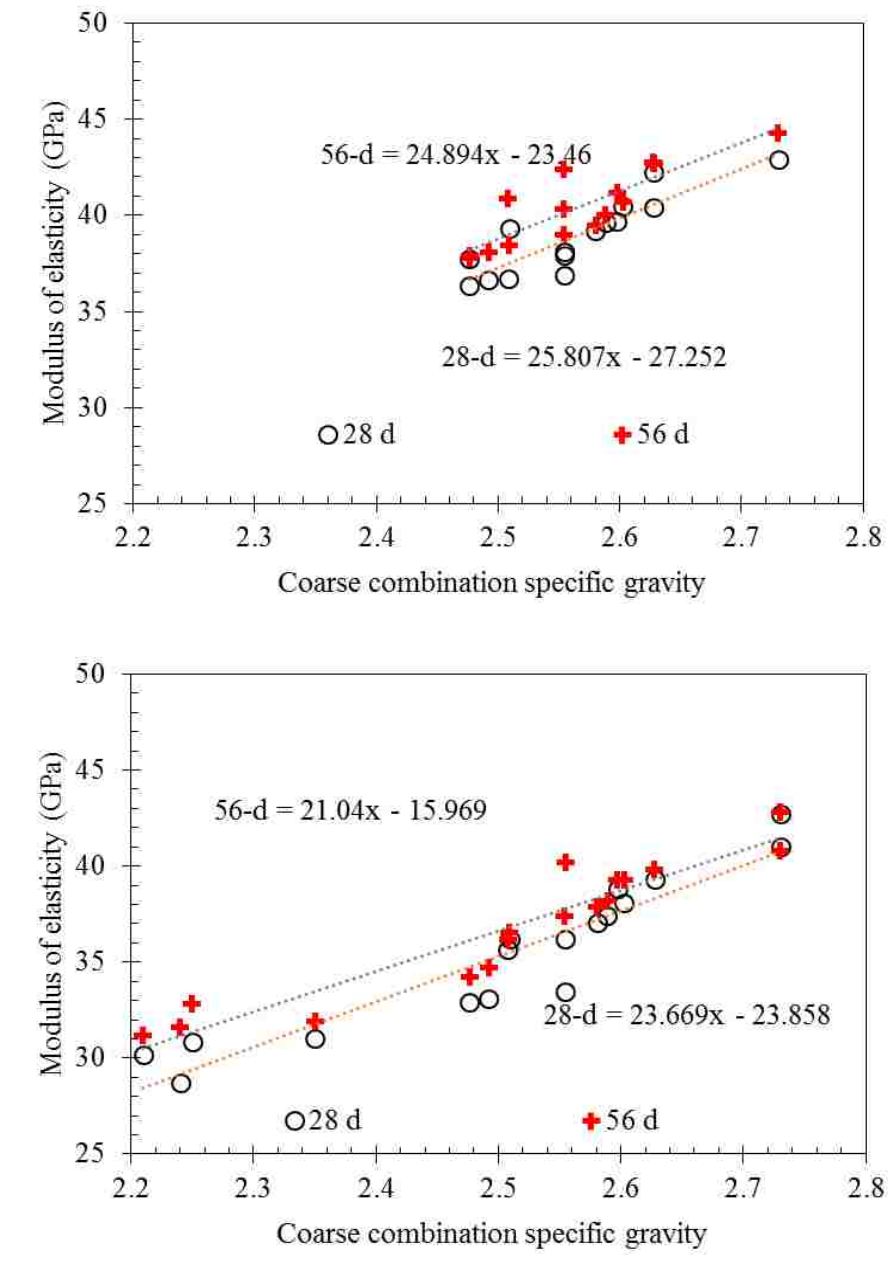 50
45
40
35
30
25
Modulus of elasticity (GPa)
56-d = 24.894x - 23.46
28-d = 25.807x - 27.252
28 d
56 d
2.2 2.3 2.4 2.5 2.6 2.7 2.8
Coarse combination specific gravity
50
45
40
35
30
25
Modulus of elasticity (GPa)
56-d = 21.04x - 15.969
28-d = 23.669x - 23.858
28 d
56 d
2.2 2.3 2.4 2.5 2.6 2.7 2.8
Coarse combination specific gravity